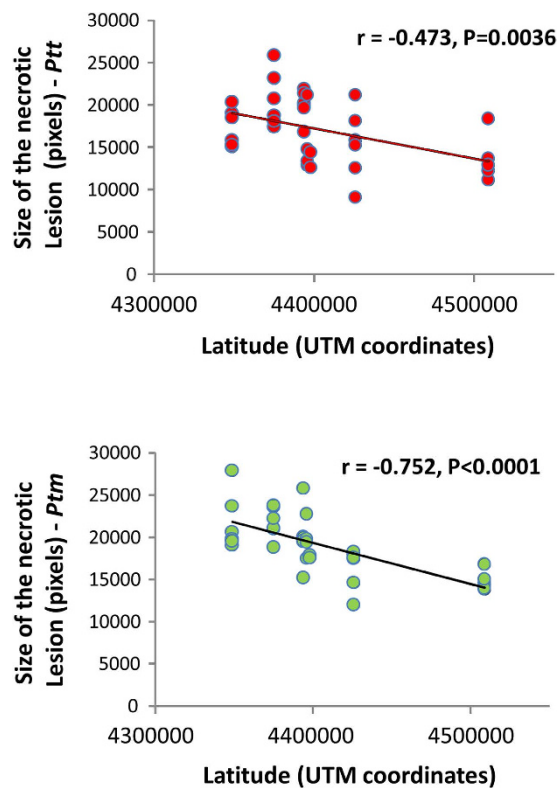 r = -0.473, P=0.0036
Size of the necrotic
Lesion (pixels) - Ptt
30000
25000
20000
15000
10000
5000
0
4300000 4400000 4500000
Latitude (UTM coordinates)
r = -0.752, P<0.0001
Size of the necrotic
Lesion (pixels) - Ptm
30000
25000
20000
15000
10000
5000
0
4300000 4400000 4500000
Latitude (UTM coordinates)